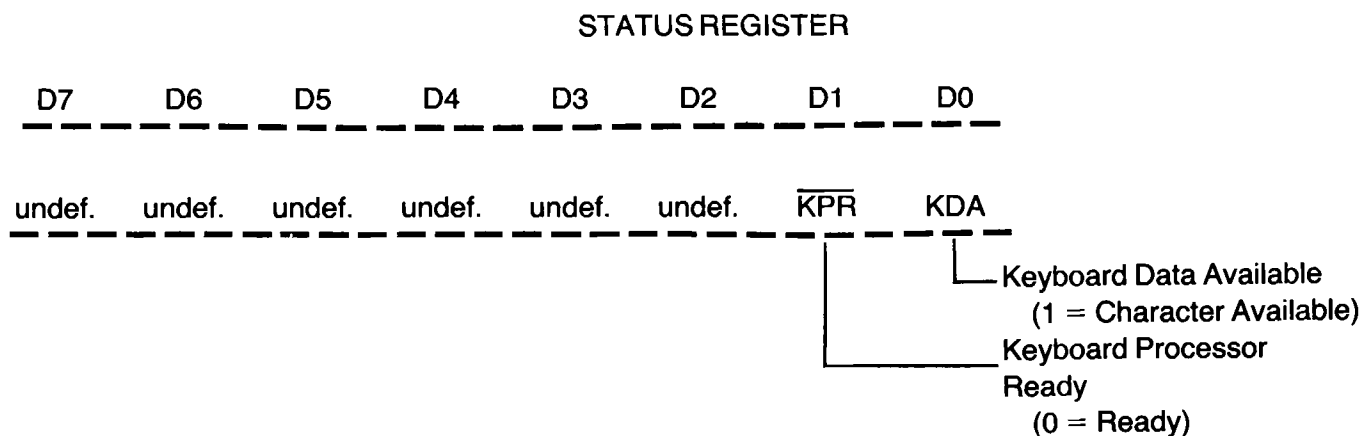 STATUS REGISTER
D7 D6 D5 D4 D3 D2 D1 D0
undef. undef. undef. undef. undef. undef. K̅P̅R̅ KDA
Keyboard Data Available
(1 = Character Available)
Keyboard Processor
Ready
(0 = Ready)